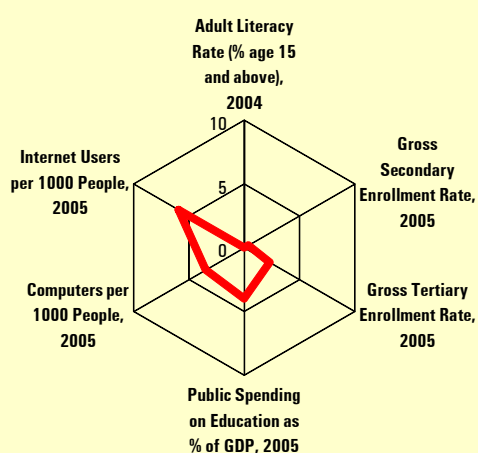 Adult Literacy
Rate (% age 15
and above),
2004
10
5
0
Gross
Secondary
Enrollment Rate,
2005
Gross Tertiary
Enrollment Rate,
2005
Public Spending
on Education as
% of GDP, 2005
Computers per
1000 People,
2005
Internet Users
per 1000 People,
2005